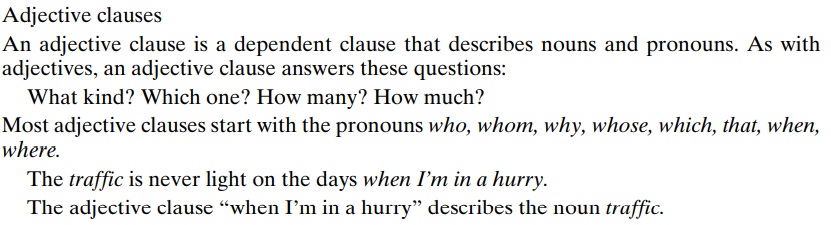 Adjective clauses
An adjective clause is a dependent clause that describes nouns and pronouns. As with
adjectives, an adjective clause answers these questions:
What kind? Which one? How many? How much?
Most adjective clauses start with the pronouns who, whom, why, whose, which, that, when,
where.
The traffic is never light on the days when I’m in a hurry.
The adjective clause “when I’m in a hurry” describes the noun traffic.